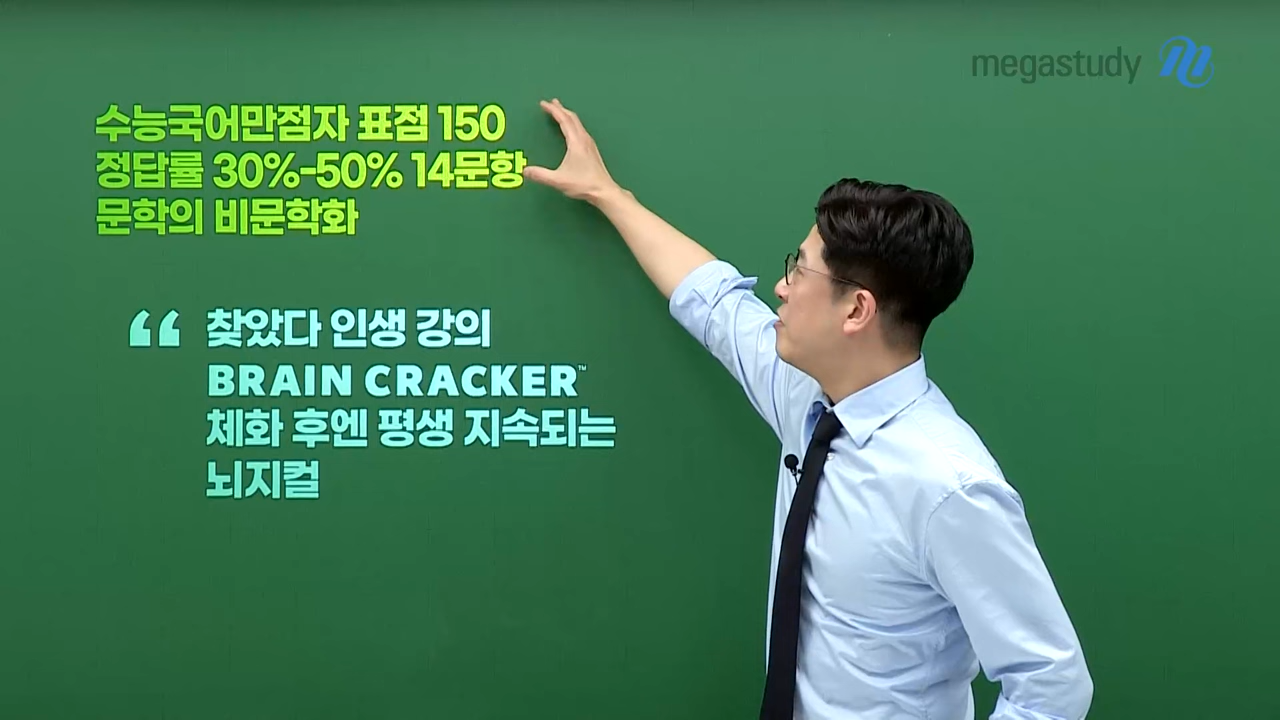 megastudy
수능국어만점자 표점 150
정답률 30%-50% 14문항
문학의 비문학화
“ 찾았다 인생 강의
BRAIN CRACKER™
체화 후엔 평생 지속되는
뇌지컬